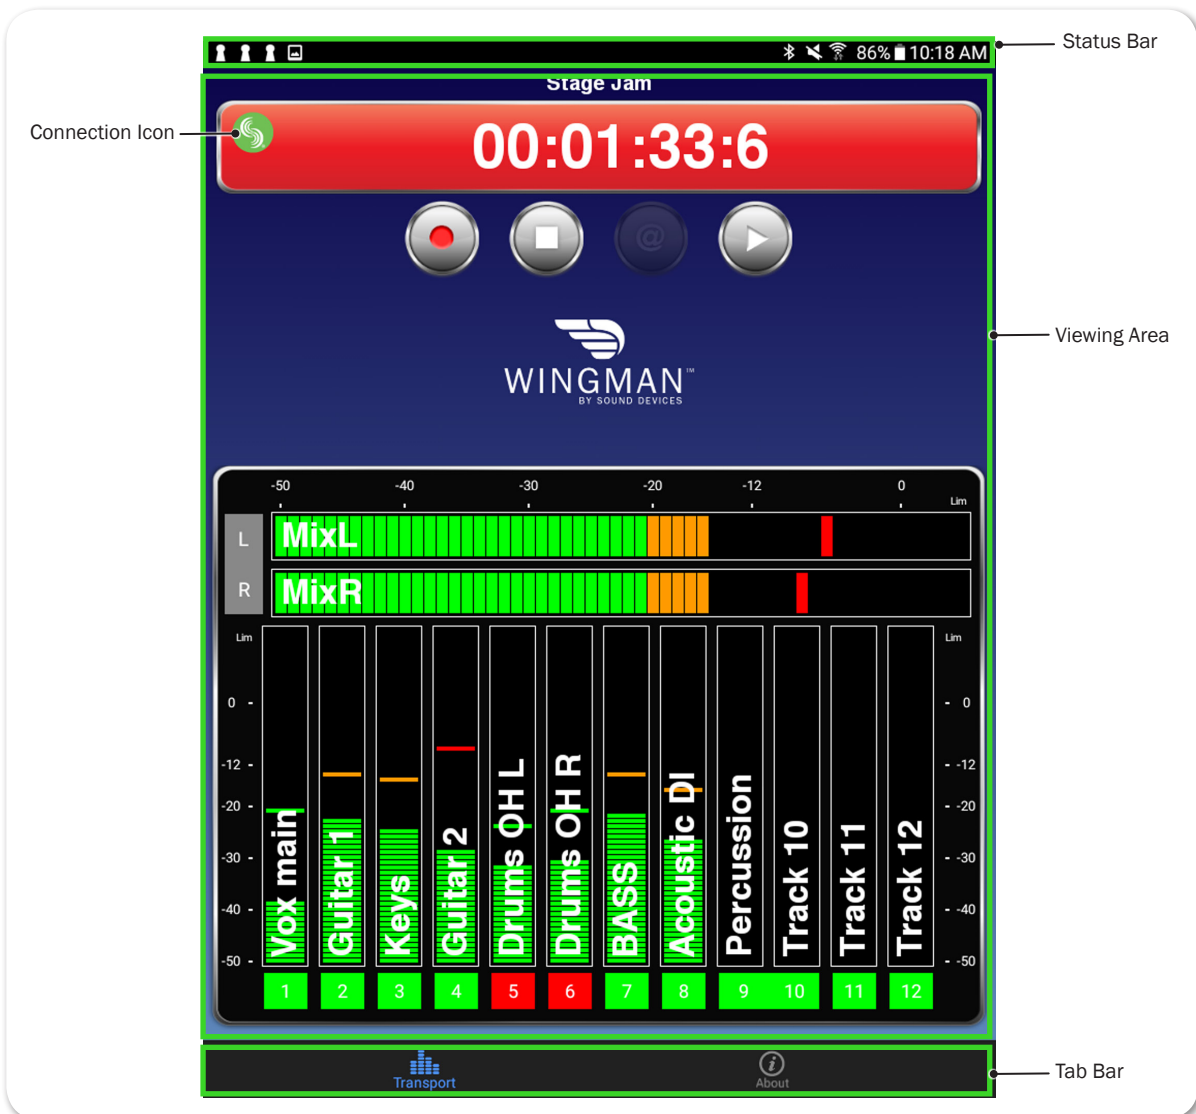 86% 10:18 AM
Status Bar
Stage Jam
Connection Icon
00:01:33:6
@
Viewing Area
WINGMAN™
BY SOUND DEVICES
-50 -40 -30 -20 -12 0
Lim
L MixL
R MixR
Lim Lim
0 - - 0
-12 - - -12
-20 - - -20
-30 - - -30
-40 - - -40
-50 - - -50
Vox main
Guitar 1
Keys
Guitar 2
Drums OH L
Drums OH R
BASS
Acoustic DI
Percussion
Track 10
Track 11
Track 12
1 2 3 4 5 6 7 8 9 10 11 12
Transport
i
About
Tab Bar